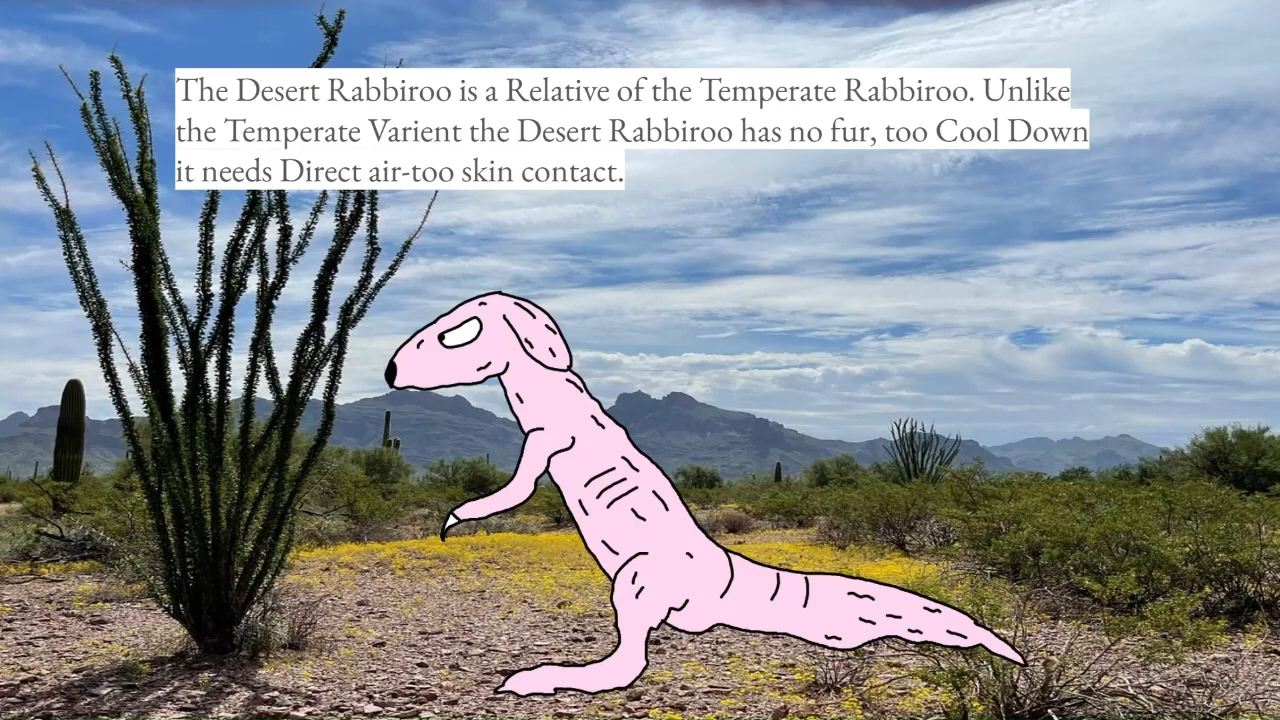 The Desert Rabbiroo is a Relative of the Temperate Rabbiroo. Unlike
the Temperate Varient the Desert Rabbiroo has no fur, too Cool Down
it needs Direct air-too skin contact.